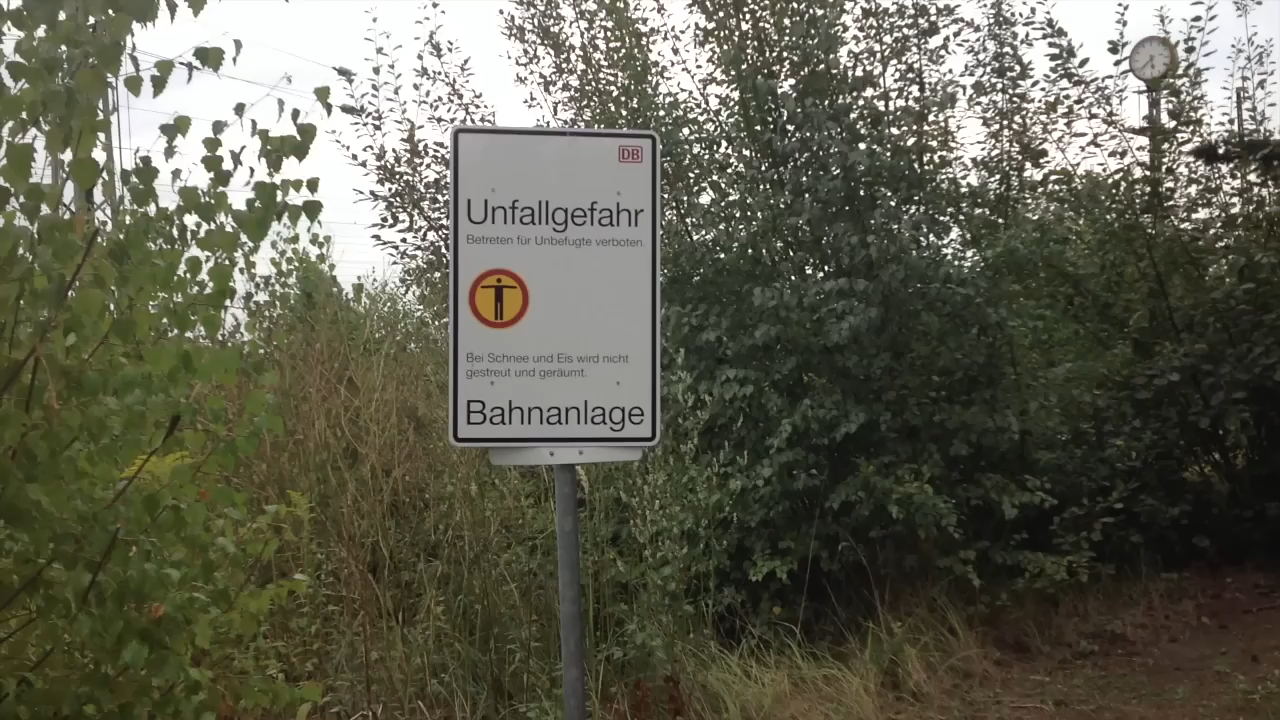 DB
Unfallgefahr
Betreten für Unbefugte verboten.
Bei Schnee und Eis wird nicht
gestreut und geräumt.
Bahnanlage